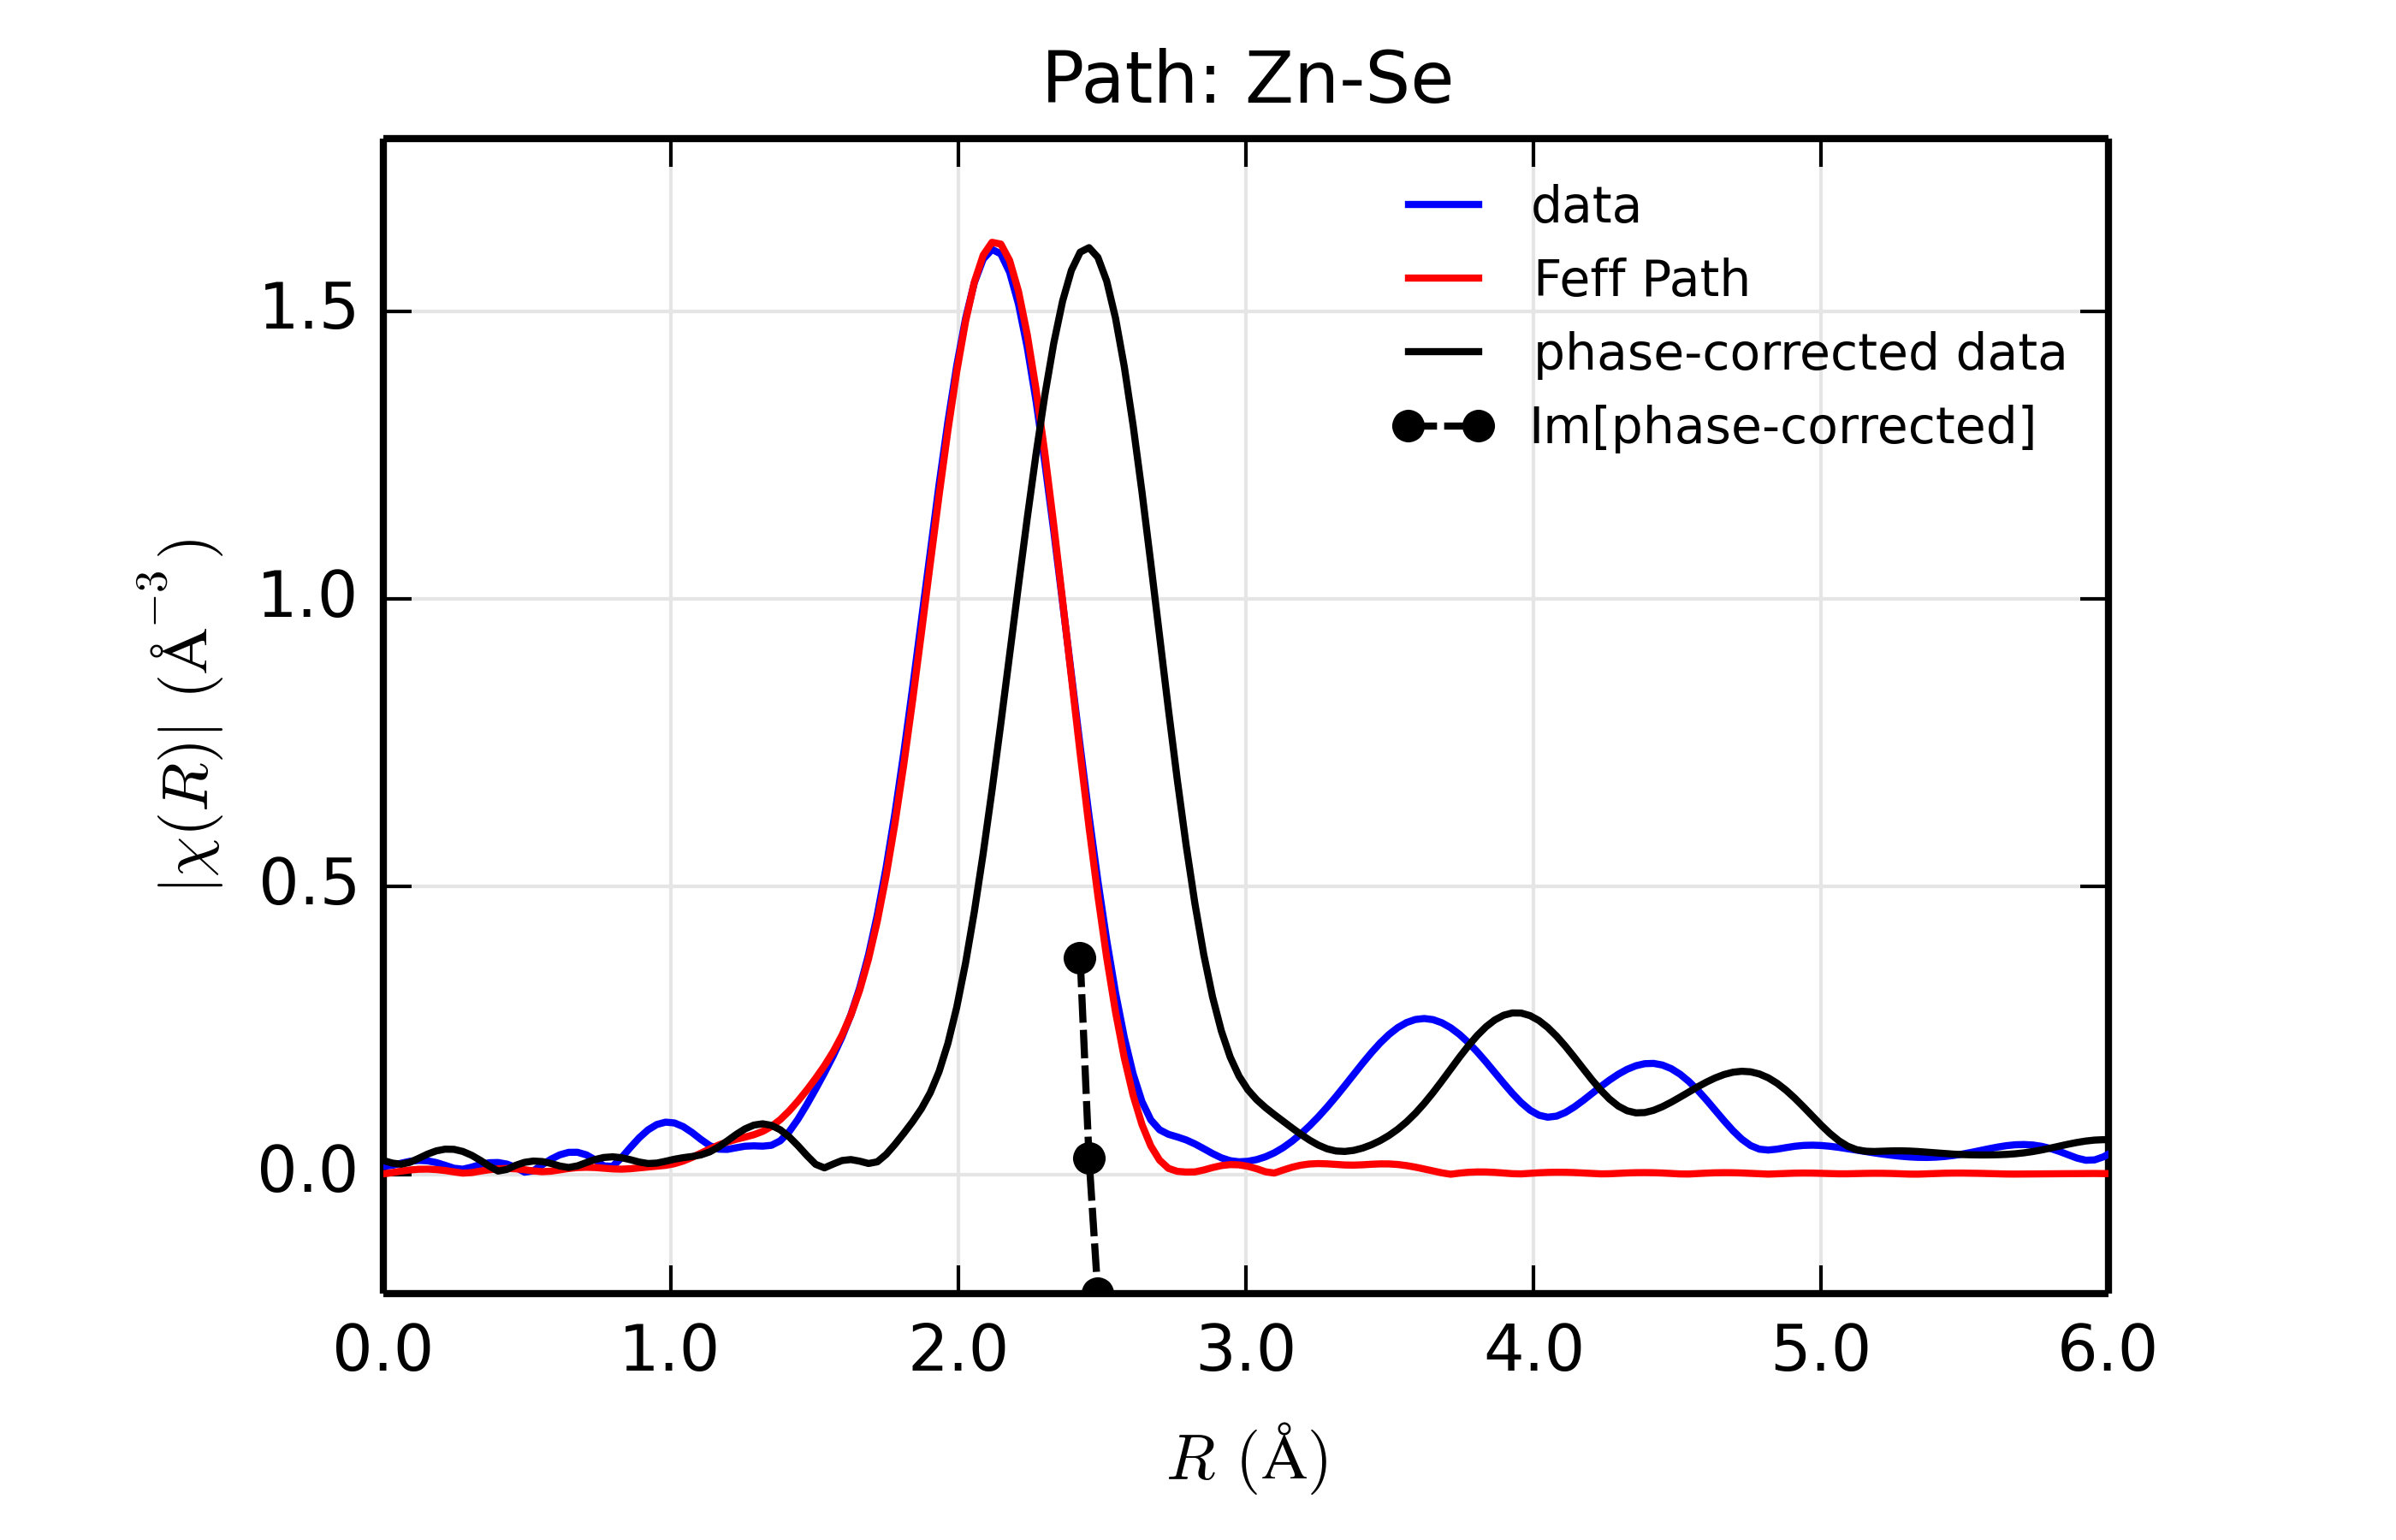 Path: Zn-Se
data
Feff Path
phase-corrected data
Im[phase-corrected]
|χ(R)| (Å⁻³)
1.5
1.0
0.5
0.0
0.0 1.0 2.0 3.0 4.0 5.0 6.0
R (Å)